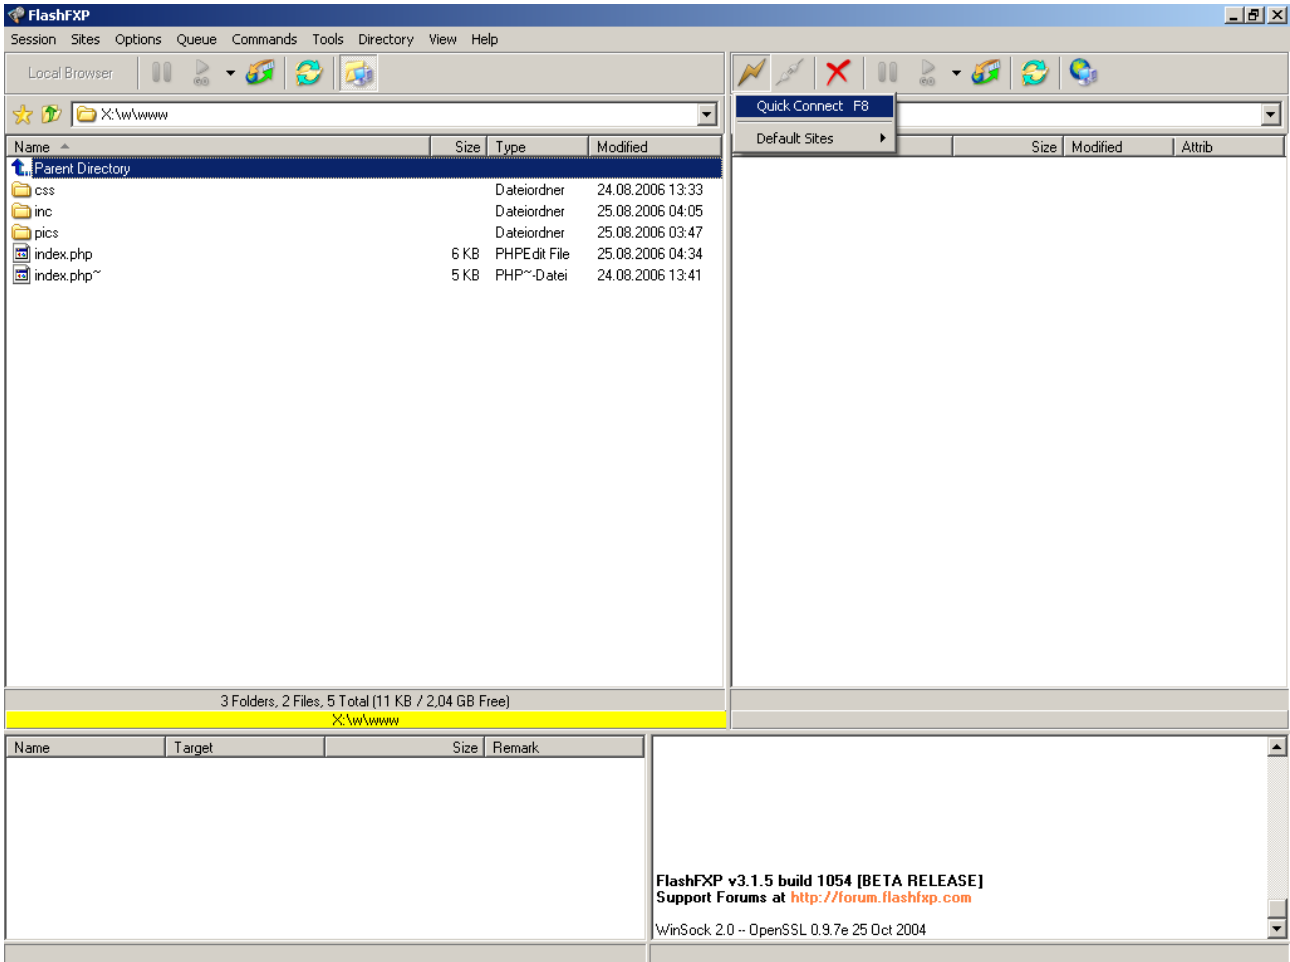 FlashFXP
Session Sites Options Queue Commands Tools Directory View Help
Local Browser
X:\w\www
Quick Connect F8
Default Sites
Name Size Type Modified
Size Modified Attrib
Parent Directory
css Dateiordner 24.08.2006 13:33
inc Dateiordner 25.08.2006 04:05
pics Dateiordner 25.08.2006 03:47
index.php 6 KB PHPEdit File 25.08.2006 04:34
index.php~ 5 KB PHP~-Datei 24.08.2006 13:41
3 Folders, 2 Files, 5 Total (11 KB / 2,04 GB Free)
X:\w\www
Name Target Size Remark
FlashFXP v3.1.5 build 1054 [BETA RELEASE]
Support Forums at http://forum.flashfxp.com
WinSock 2.0 -- OpenSSL 0.9.7e 25 Oct 2004